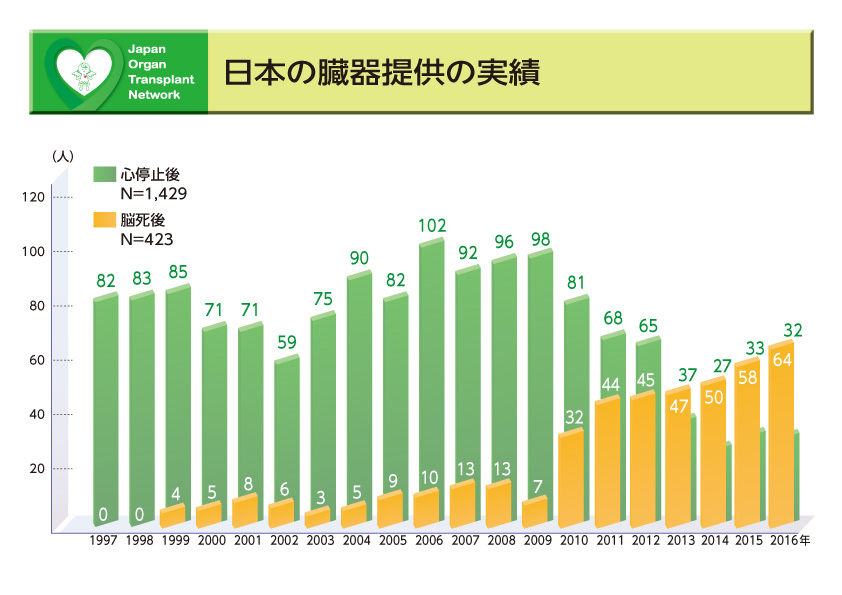 Japan
Organ
Transplant
Network
日本の臓器提供の実績
(人)
心停止後
N=1,429
脳死後
N=423
120
100
80
60
40
20
82 83 85 71 71 59 75 90 82 102 92 96 98 81 68 65 37 27 33 32
0 0 4 5 8 6 3 5 9 10 13 13 7 32 44 45 47 50 58 64
1997 1998 1999 2000 2001 2002 2003 2004 2005 2006 2007 2008 2009 2010 2011 2012 2013 2014 2015 2016年